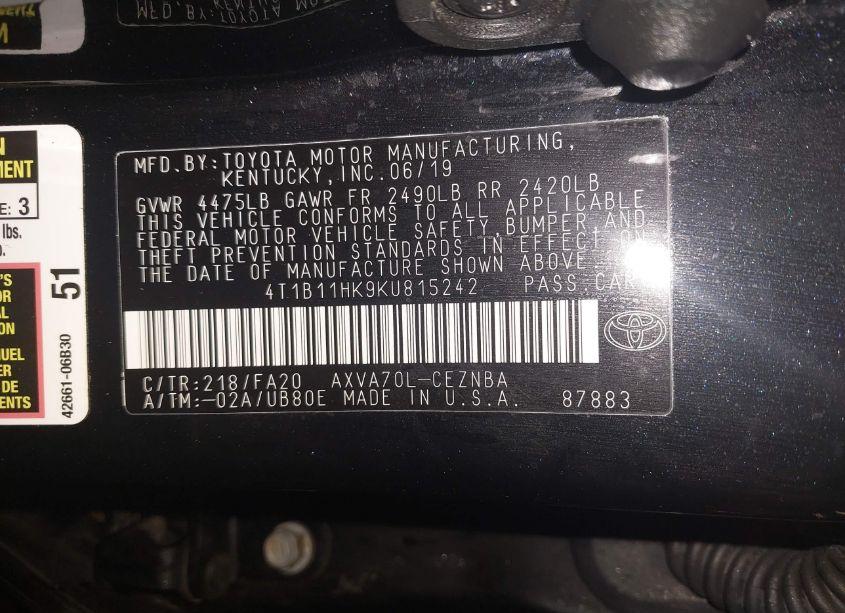 MFD.BY:TOYOTA MOTOR MANUFACTURING,
KENTUCKY,INC.06/19
GVWR 4475LB GAWR FR 2490LB RR 2420LB
THIS VEHICLE CONFORMS TO ALL APPLICABLE
FEDERAL MOTOR VEHICLE SAFETY,BUMPER,AND
THEFT PREVENTION STANDARDS IN EFFECT ON
THE DATE OF MANUFACTURE SHOWN ABOVE.
4T1B11HK9KU815242 PASS.CAR
C/TR:218/FA20 AXVA70L-CEZNBA
A/TM:-02A/UB80E MADE IN U.S.A. 87883
E: 3
lbs.
51
42661-06B30